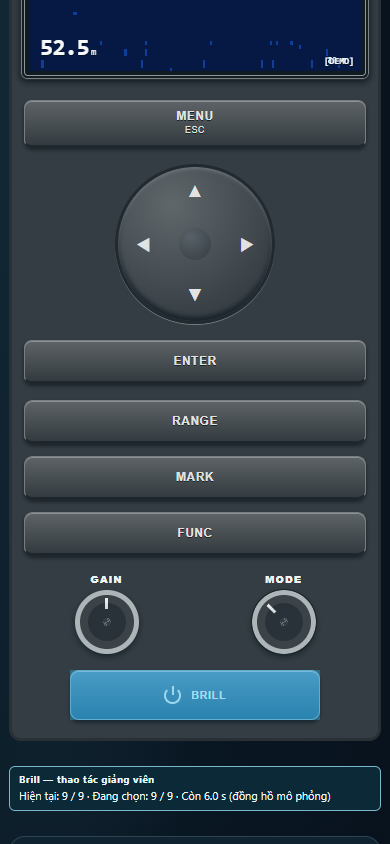 52.5m
[DEMO]
MENU
ESC
ENTER
RANGE
MARK
FUNC
GAIN MODE
BRILL
Brill — thao tác giảng viên
Hiện tại: 9 / 9 · Đang chọn: 9 / 9 · Còn 6.0 s (đồng hồ mô phỏng)